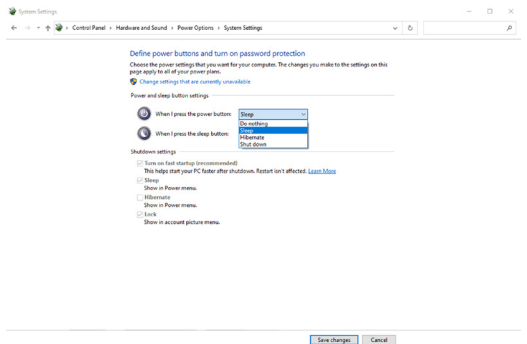 System Settings
Control Panel > Hardware and Sound > Power Options > System Settings
Define power buttons and turn on password protection
Choose the power settings that you want for your computer. The changes you make to the settings on this
page apply to all of your power plans.
Change settings that are currently unavailable
Power and sleep button settings
When I press the power button: Sleep
Do nothing
Sleep
Hibernate
Shut down
When I press the sleep button:
Shutdown settings
Turn on fast startup (recommended)
This helps start your PC faster after shutdown. Restart isn't affected. Learn More
Sleep
Show in Power menu.
Hibernate
Show in Power menu.
Lock
Show in account picture menu.
Save changes Cancel